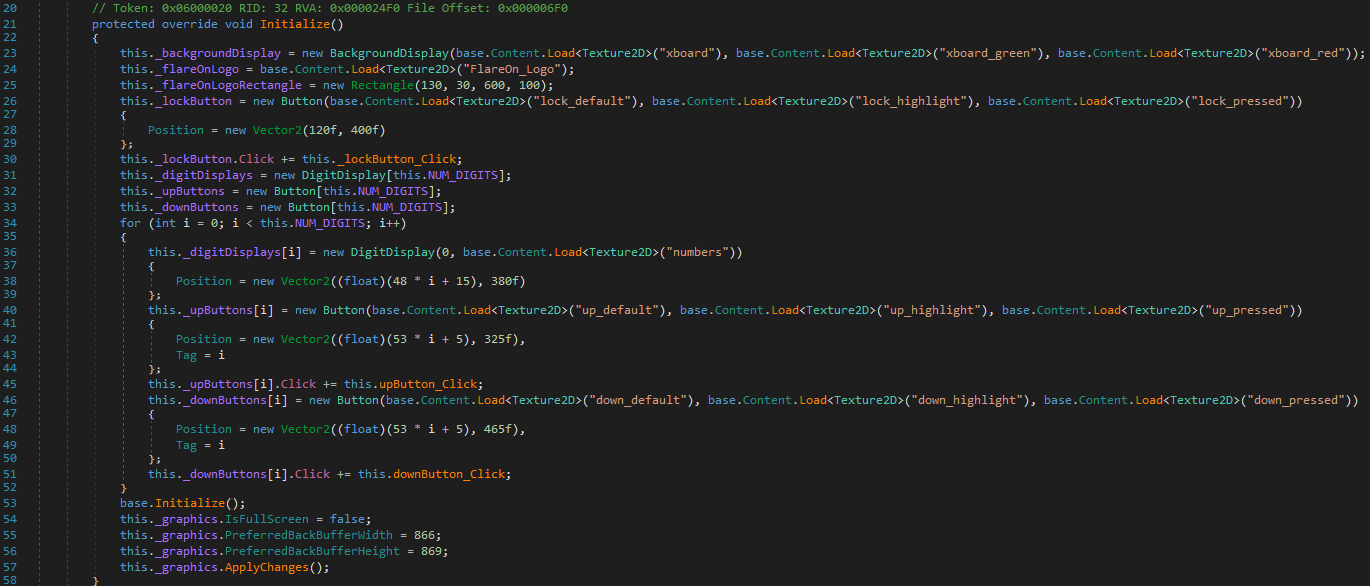 20 // Token: 0x06000020 RID: 32 RVA: 0x000024F0 File Offset: 0x000006F0
21 protected override void Initialize()
22 {
23 this._backgroundDisplay = new BackgroundDisplay(base.Content.Load<Texture2D>("xboard"), base.Content.Load<Texture2D>("xboard_green"), base.Content.Load<Texture2D>("xboard_red"));
24 this._flareOnLogo = base.Content.Load<Texture2D>("FlareOn_Logo");
25 this._flareOnLogoRectangle = new Rectangle(130, 30, 600, 100);
26 this._lockButton = new Button(base.Content.Load<Texture2D>("lock_default"), base.Content.Load<Texture2D>("lock_highlight"), base.Content.Load<Texture2D>("lock_pressed"))
27 {
28 Position = new Vector2(120f, 400f)
29 };
30 this._lockButton.Click += this._lockButton_Click;
31 this._digitDisplays = new DigitDisplay[this.NUM_DIGITS];
32 this._upButtons = new Button[this.NUM_DIGITS];
33 this._downButtons = new Button[this.NUM_DIGITS];
34 for (int i = 0; i < this.NUM_DIGITS; i++)
35 {
36 this._digitDisplays[i] = new DigitDisplay(0, base.Content.Load<Texture2D>("numbers"))
37 {
38 Position = new Vector2((float)(48 * i + 15), 380f)
39 };
40 this._upButtons[i] = new Button(base.Content.Load<Texture2D>("up_default"), base.Content.Load<Texture2D>("up_highlight"), base.Content.Load<Texture2D>("up_pressed"))
41 {
42 Position = new Vector2((float)(53 * i + 5), 325f),
43 Tag = i
44 };
45 this._upButtons[i].Click += this.upButton_Click;
46 this._downButtons[i] = new Button(base.Content.Load<Texture2D>("down_default"), base.Content.Load<Texture2D>("down_highlight"), base.Content.Load<Texture2D>("down_pressed"))
47 {
48 Position = new Vector2((float)(53 * i + 5), 465f),
49 Tag = i
50 };
51 this._downButtons[i].Click += this.downButton_Click;
52 }
53 base.Initialize();
54 this._graphics.IsFullScreen = false;
55 this._graphics.PreferredBackBufferWidth = 866;
56 this._graphics.PreferredBackBufferHeight = 869;
57 this._graphics.ApplyChanges();
58 }